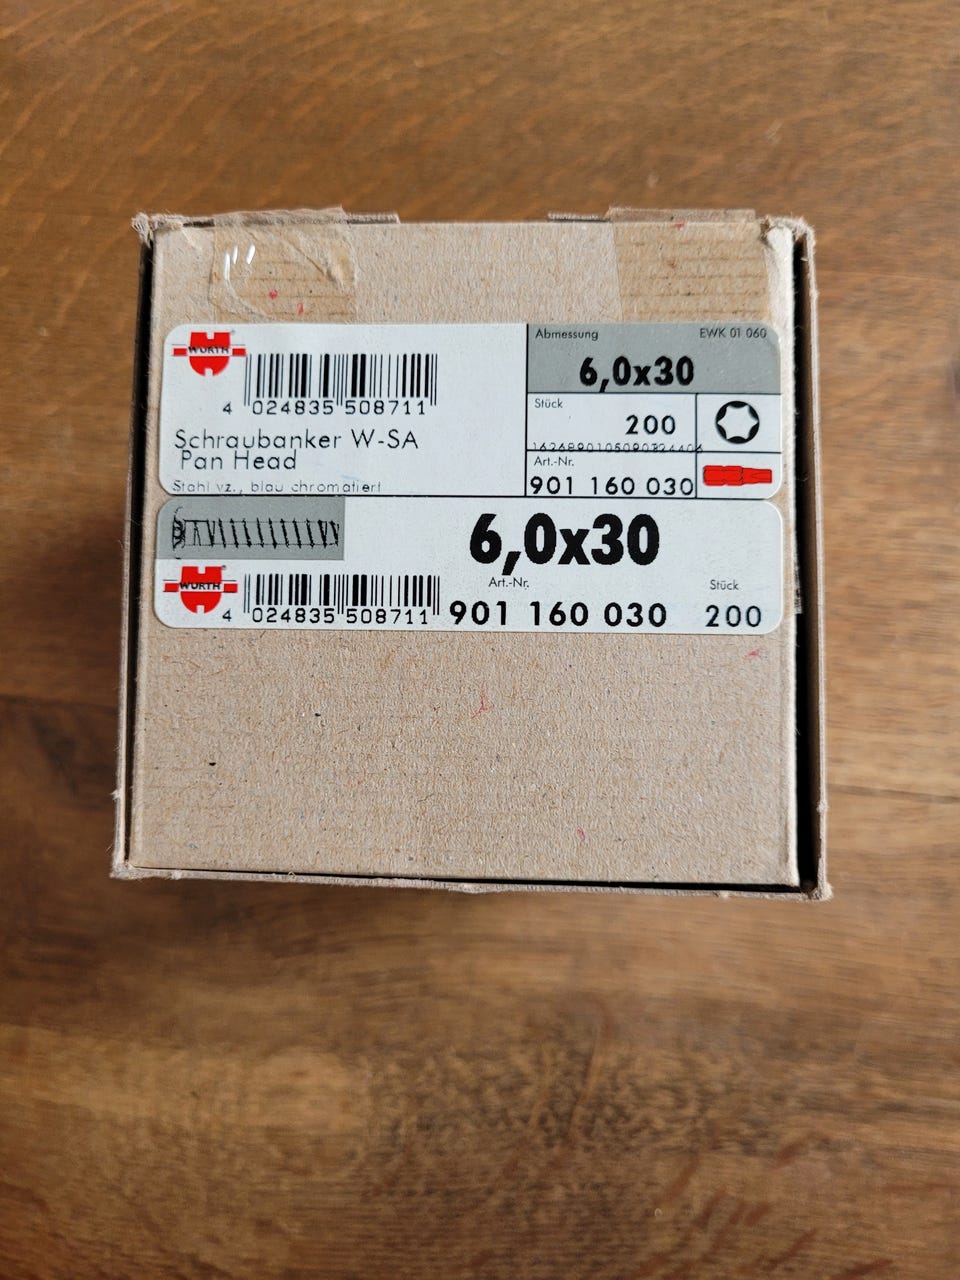 WÜRTH
4 024835 508711
Schraubanker W-SA
Pan Head
Stahl vz., blau chromatiert
Abmessung EWK 01 060
6,0x30
Stück
200
Art.-Nr.
901 160 030
6,0x30
WÜRTH
4 024835 508711
Art.-Nr.
901 160 030
Stück
200